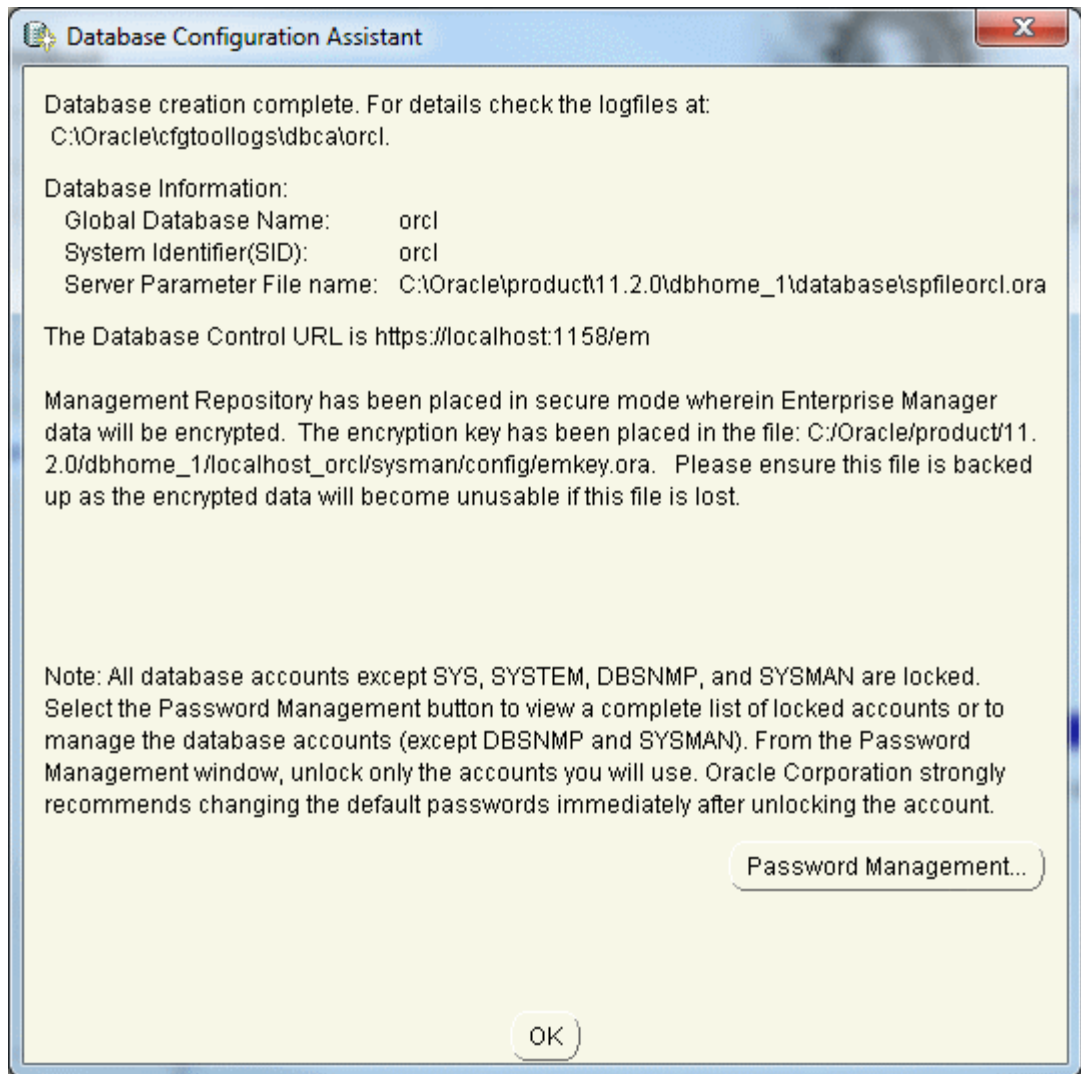 Database Configuration Assistant
Database creation complete. For details check the logfiles at:
C:\Oracle\cfgtoollogs\dbca\orcl.
Database Information:
Global Database Name: orcl
System Identifier(SID): orcl
Server Parameter File name: C:\Oracle\product\11.2.0\dbhome_1\database\spfileorcl.ora
The Database Control URL is https://localhost:1158/em
Management Repository has been placed in secure mode wherein Enterprise Manager
data will be encrypted. The encryption key has been placed in the file: C:/Oracle/product/11.
2.0/dbhome_1/localhost_orcl/sysman/config/emkey.ora. Please ensure this file is backed
up as the encrypted data will become unusable if this file is lost.
Note: All database accounts except SYS, SYSTEM, DBSNMP, and SYSMAN are locked.
Select the Password Management button to view a complete list of locked accounts or to
manage the database accounts (except DBSNMP and SYSMAN). From the Password
Management window, unlock only the accounts you will use. Oracle Corporation strongly
recommends changing the default passwords immediately after unlocking the account.
Password Management...
OK